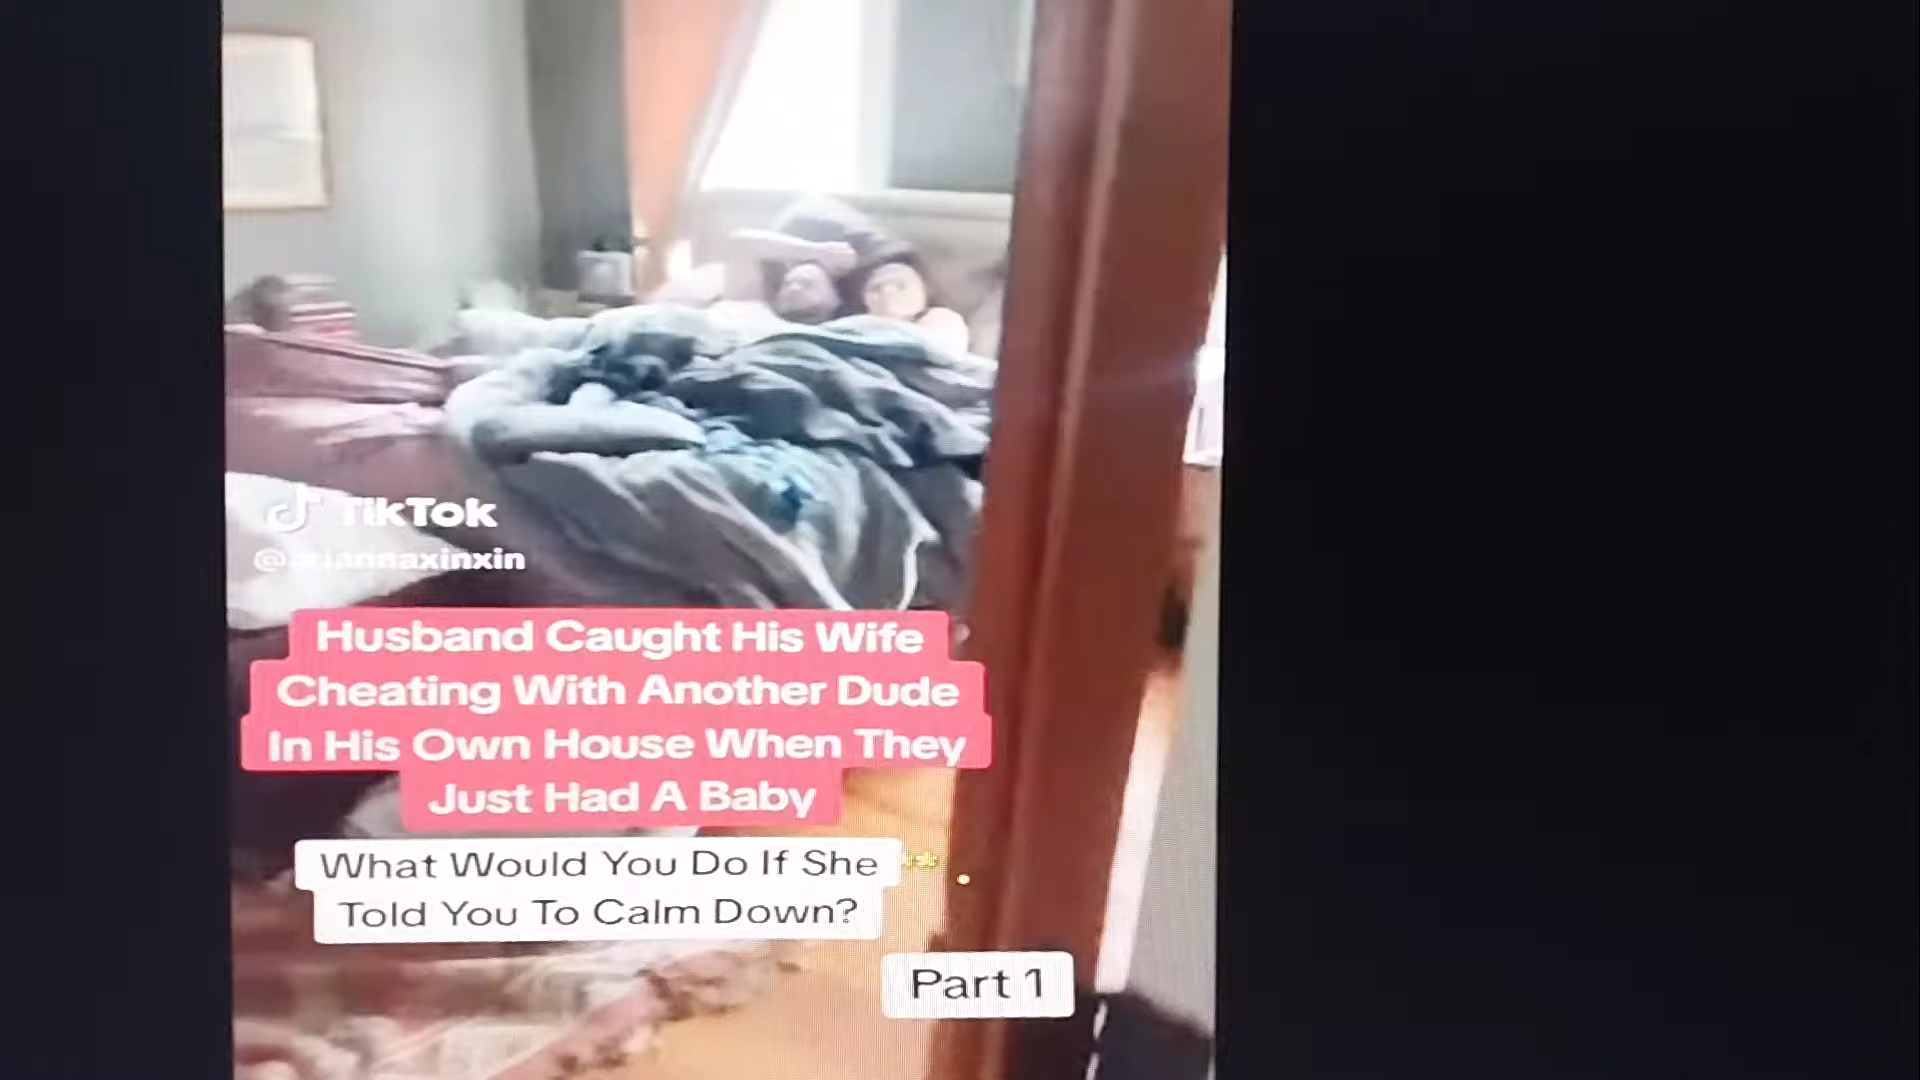 TikTok
Husband Caught His Wife
Cheating With Another Dude
In His Own House When They
Just Had A Baby
What Would You Do If She
Told You To Calm Down?
Part 1